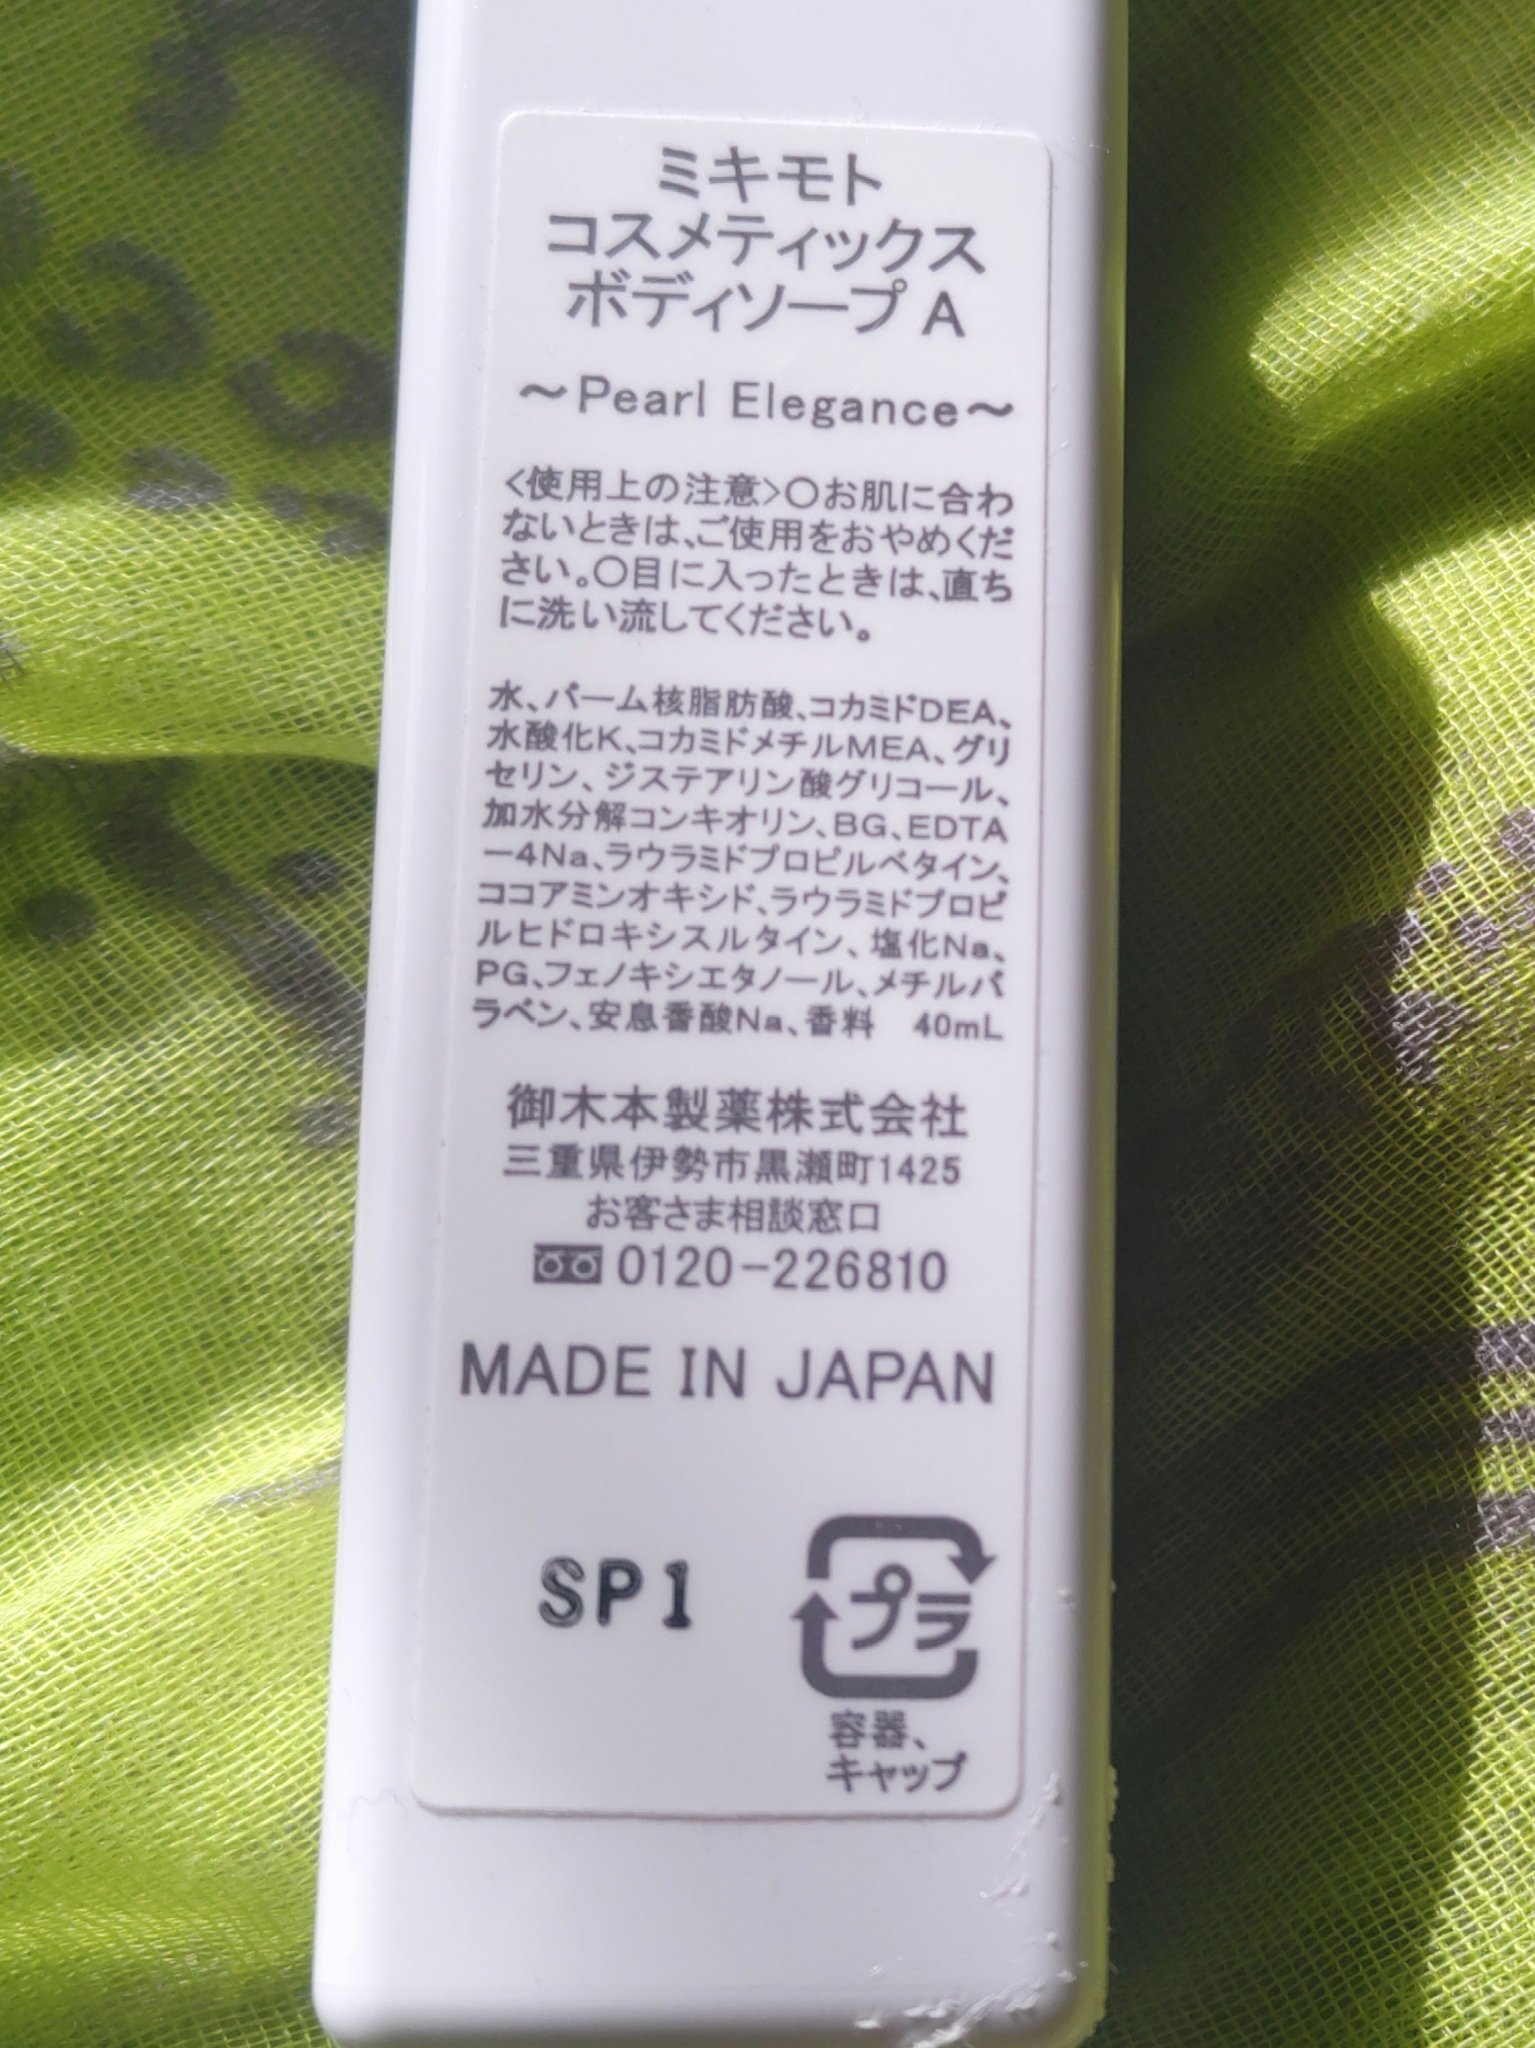 ミキモト
コスメティックス
ボディソープ A
～Pearl Elegance～
<使用上の注意>○お肌に合わ
ないときは、ご使用をおやめくだ
さい。○目に入ったときは、直ち
に洗い流してください。
水、パーム核脂肪酸、コカミドDEA、
水酸化K、コカミドメチルMEA、グリ
セリン、ジステアリン酸グリコール、
加水分解コンキオリン、BG、EDTA
－4Na、ラウラミドプロピルベタイン、
ココアミンオキシド、ラウラミドプロピ
ルヒドロキシスルタイン、塩化Na、
PG、フェノキシエタノール、メチルパ
ラベン、安息香酸Na、香料　40mL
御木本製薬株式会社
三重県伊勢市黒瀬町1425
お客さま相談窓口
0120-226810
MADE IN JAPAN
SP1
プラ
容器、
キャップ